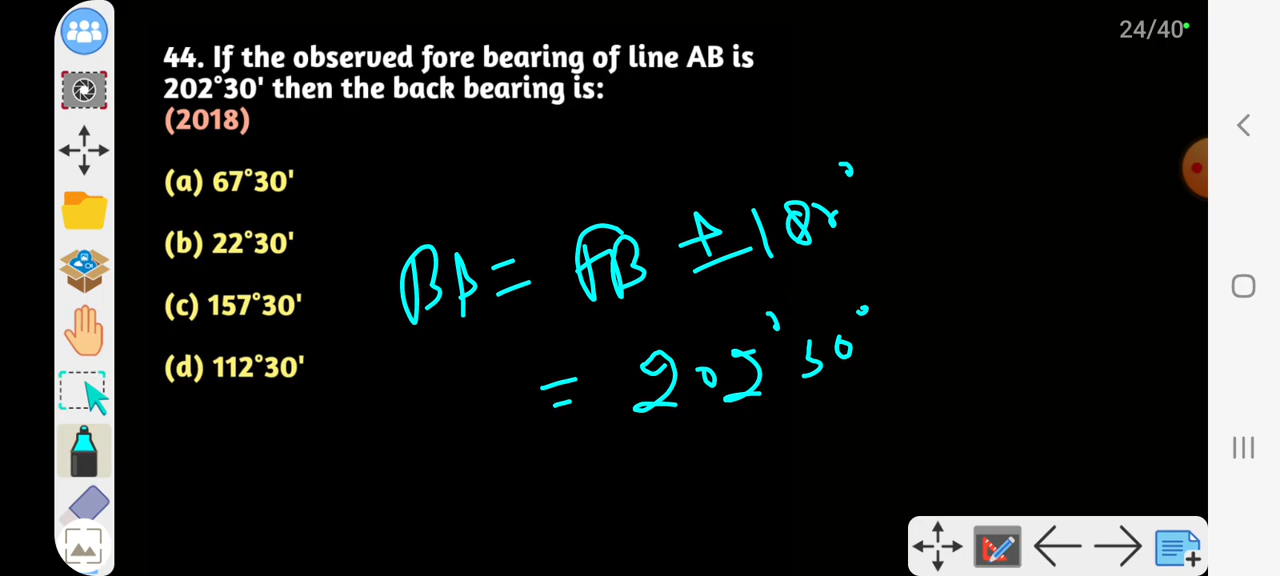 24/40
44. If the observed fore bearing of line AB is
202°30' then the back bearing is:
(2018)
(a) 67°30'
(b) 22°30'
(c) 157°30'
(d) 112°30'
BB = FB ± 180°
= 202°30°